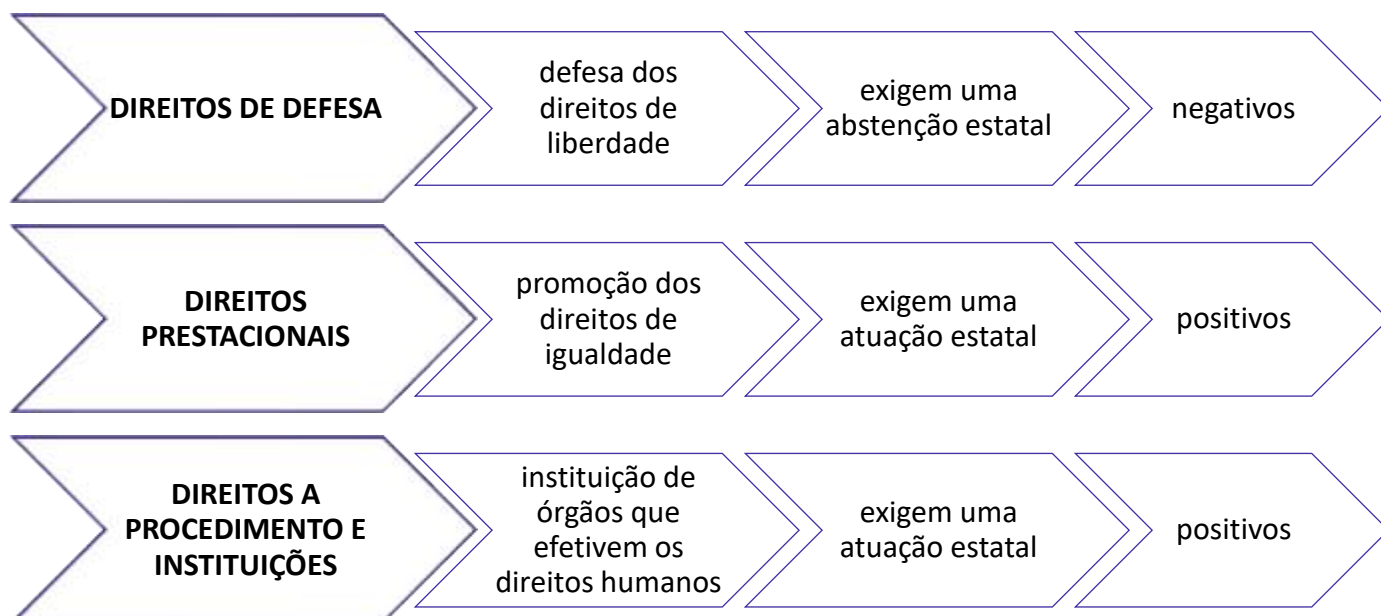 DIREITOS DE DEFESA
defesa dos
direitos de
liberdade
exigem uma
abstenção estatal
negativos
DIREITOS
PRESTACIONAIS
promoção dos
direitos de
igualdade
exigem uma
atuação estatal
positivos
DIREITOS A
PROCEDIMENTO E
INSTITUIÇÕES
instituição de
órgãos que
efetivem os
direitos humanos
exigem uma
atuação estatal
positivos